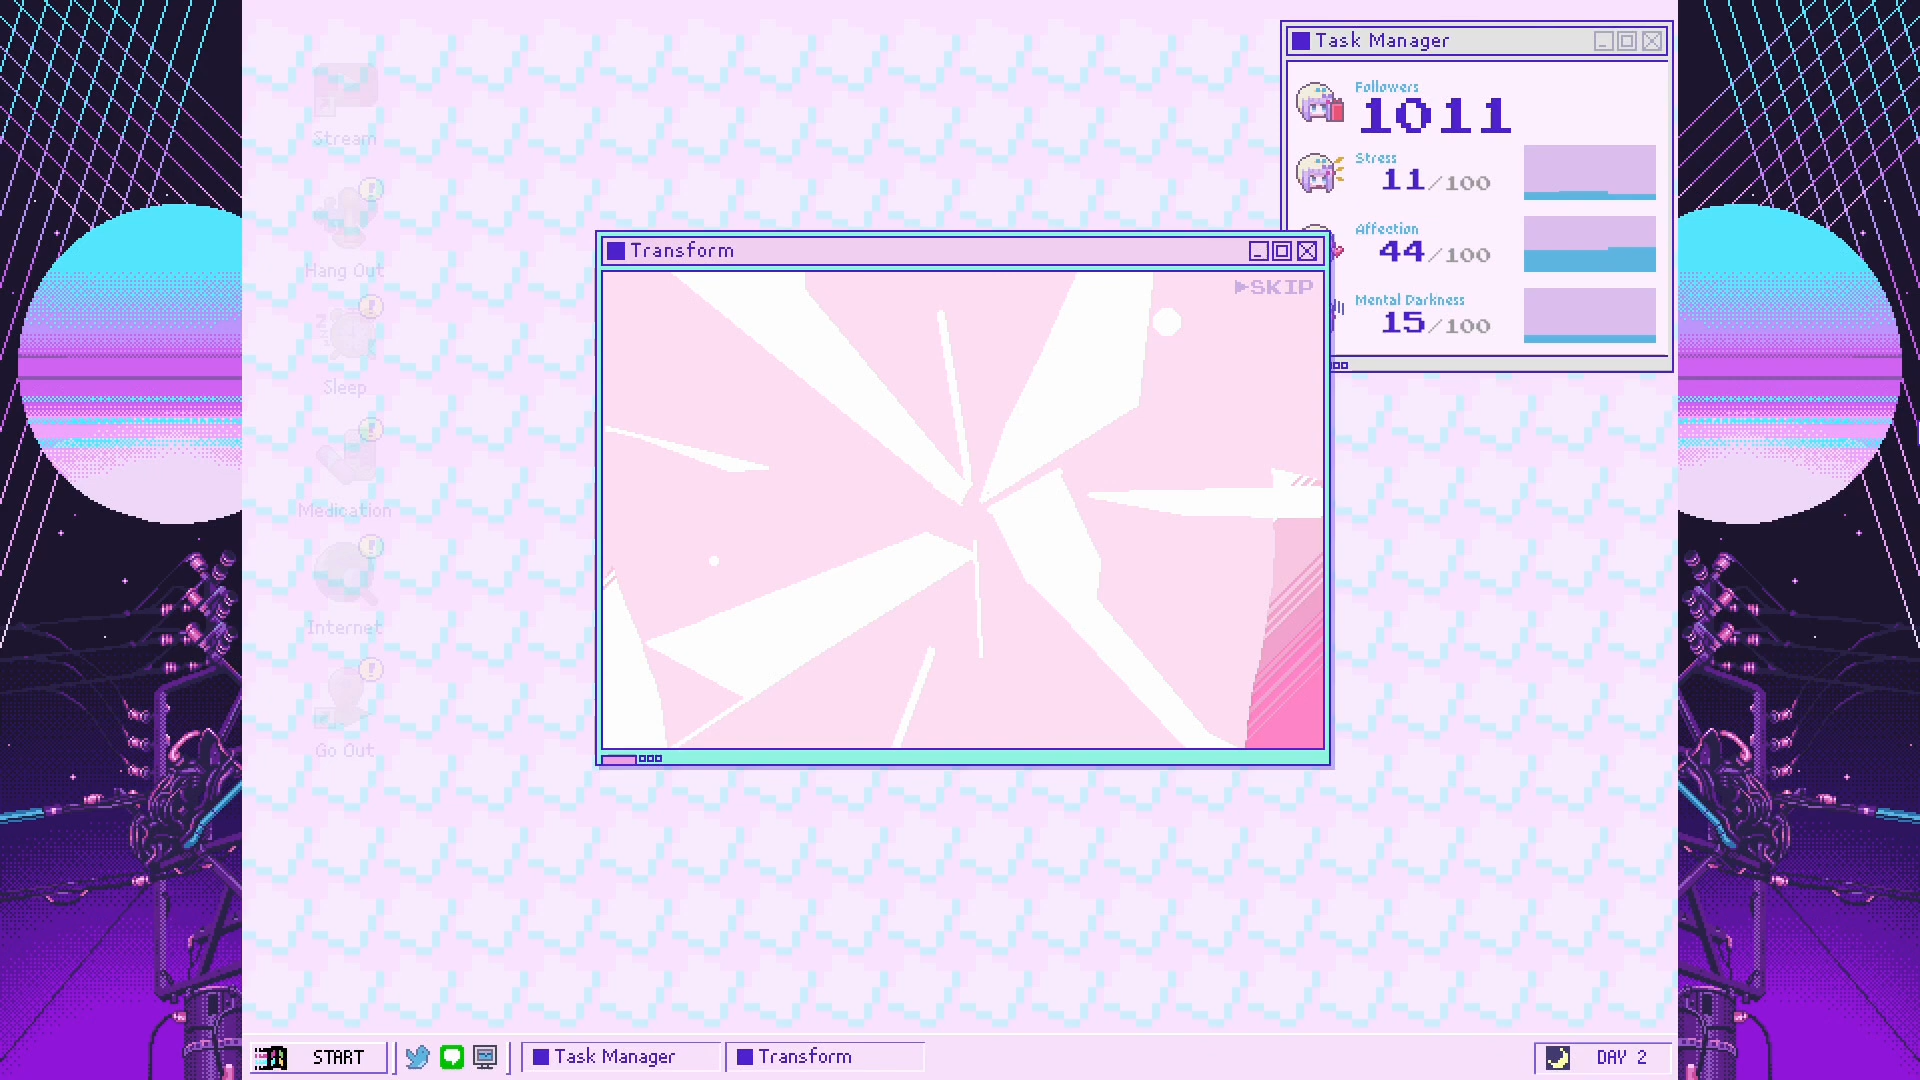 Task Manager
Followers
1011
Stress
11/100
Affection
44/100
Mental Darkness
15/100
Transform
▶SKIP
Stream
Hang Out
Sleep
Medication
Internet
Go Out
START
Task Manager
Transform
DAY 2